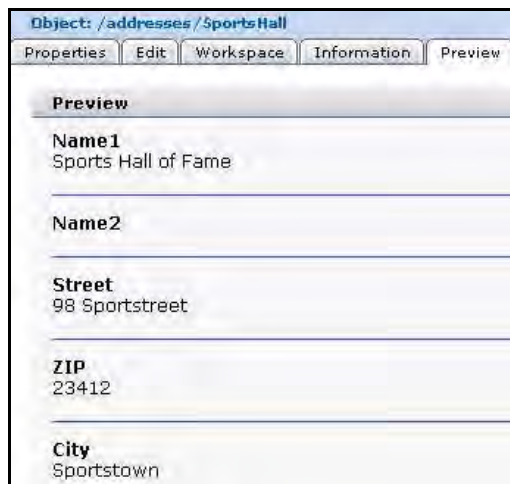 Object: /addresses/SportsHall
Properties Edit Workspace Information Preview
Preview
Name1
Sports Hall of Fame
Name2
Street
98 Sportstreet
ZIP
23412
City
Sportstown